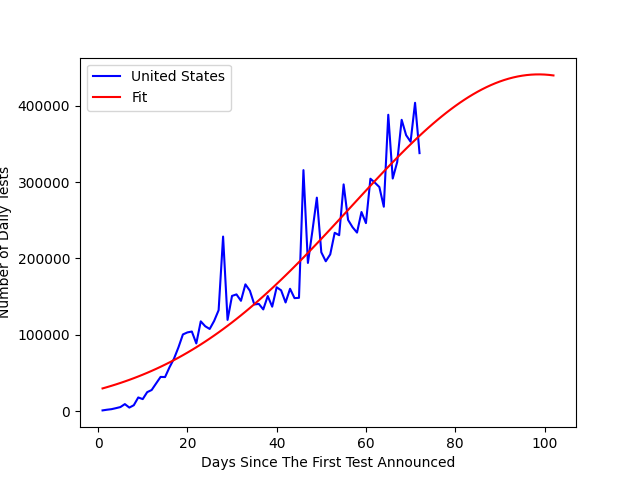 United States
Fit
400000
300000
200000
100000
0
Number of Daily Tests
0 20 40 60 80 100
Days Since The First Test Announced